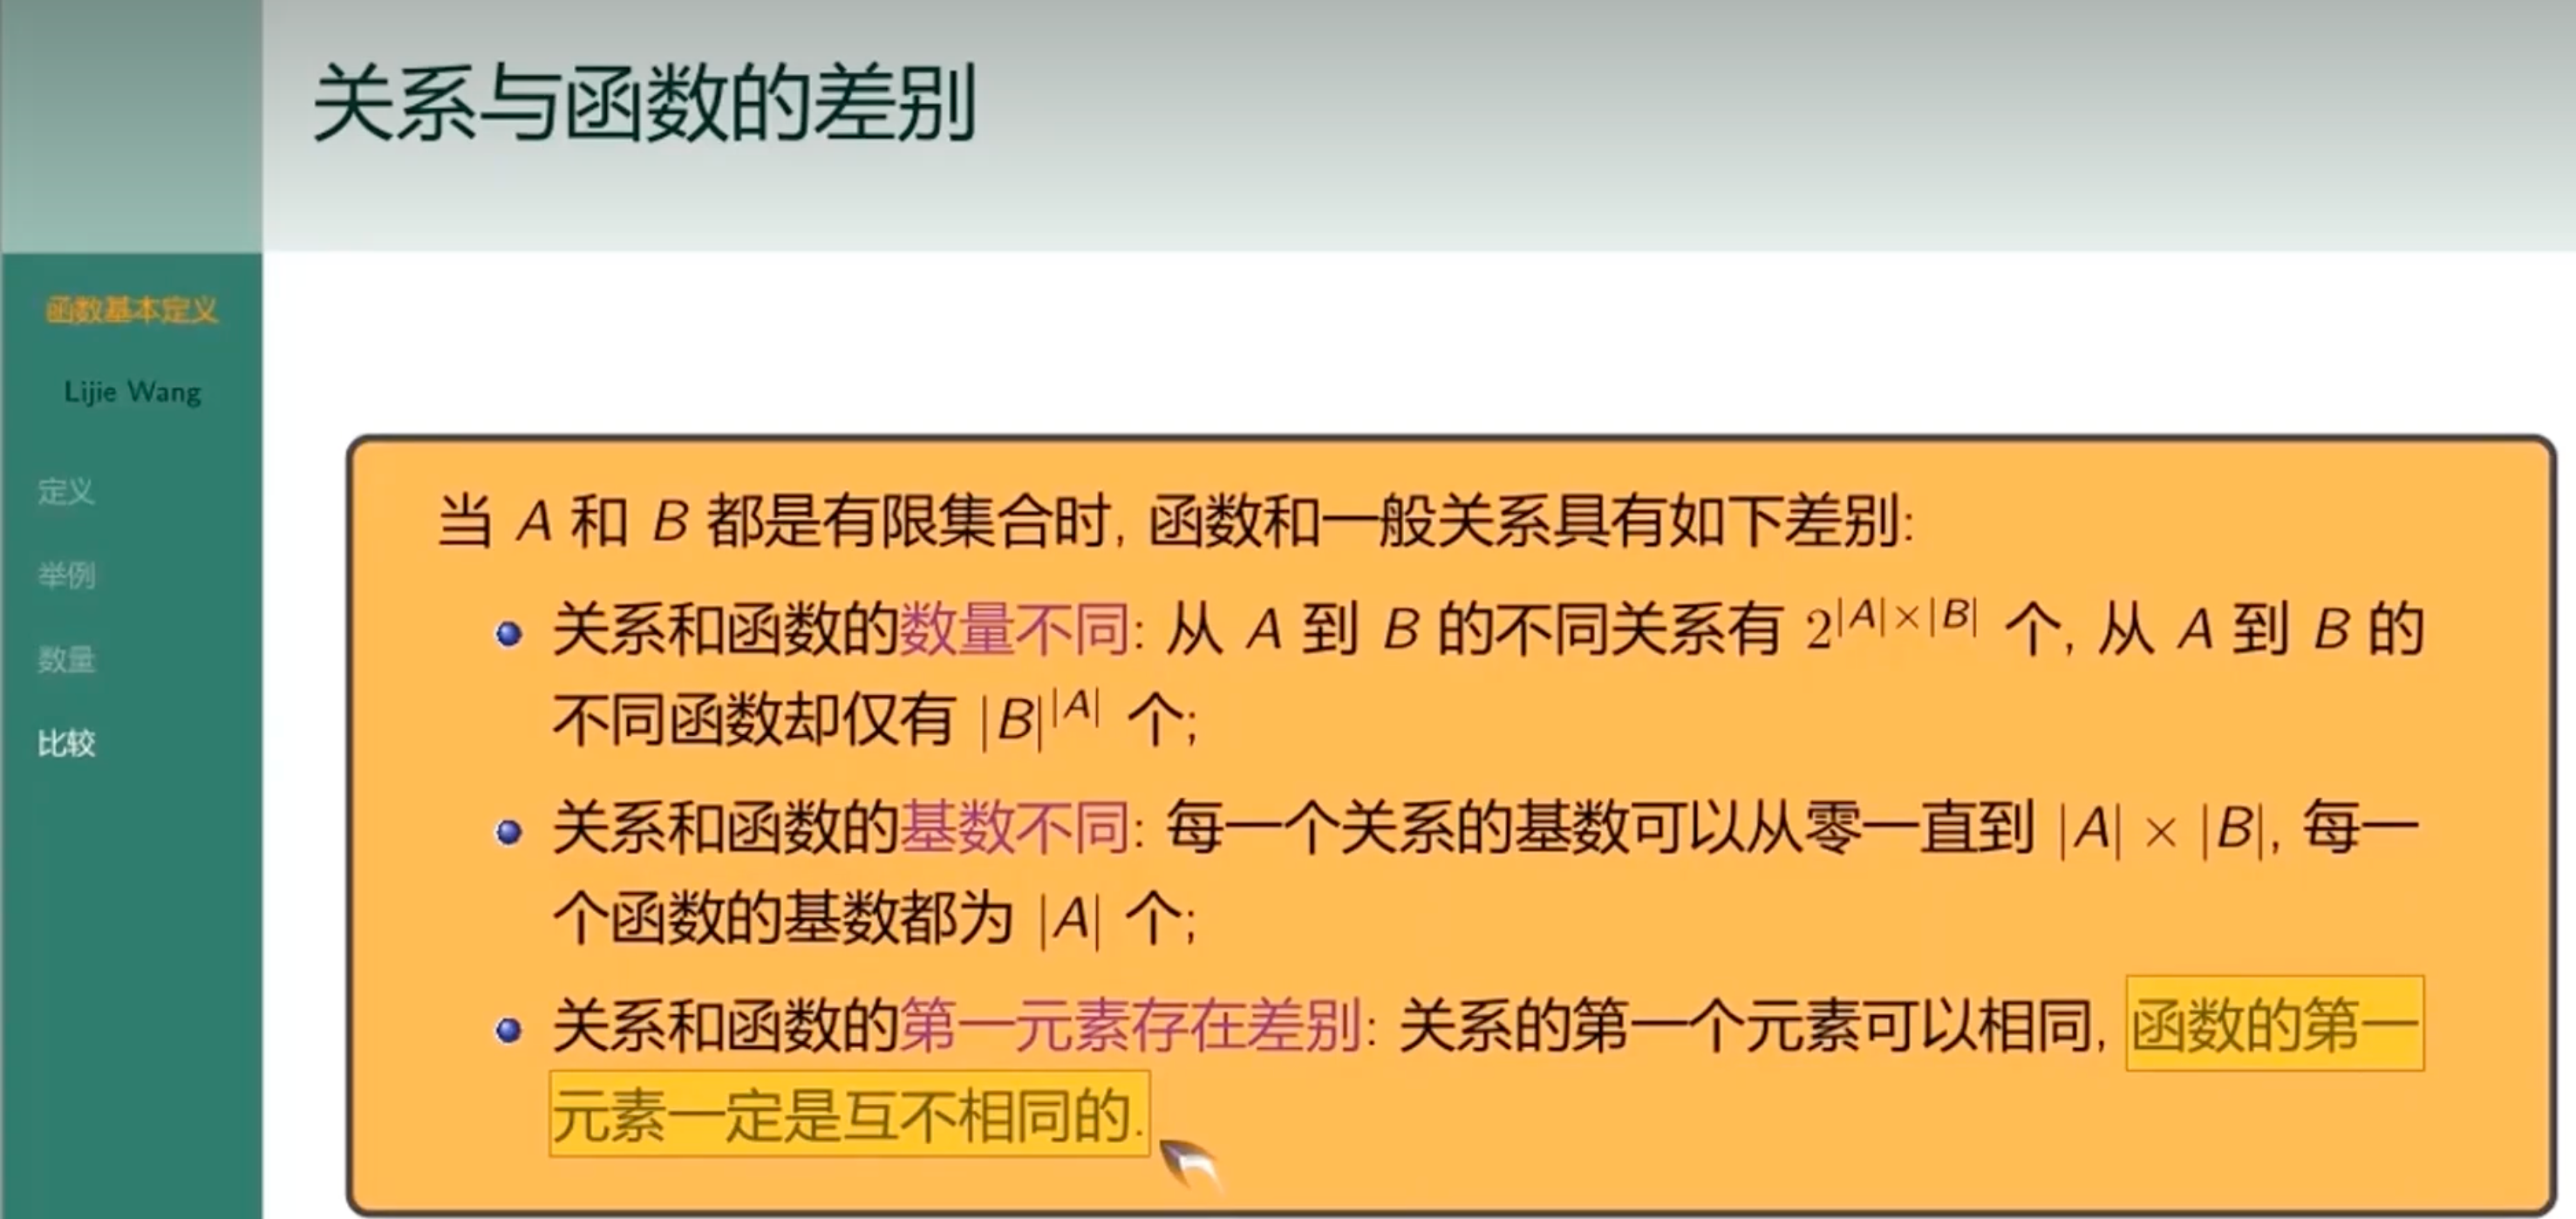 关系与函数的差别
函数基本定义
Lijie Wang
定义
举例
数量
比较
当 A 和 B 都是有限集合时, 函数和一般关系具有如下差别:
关系和函数的数量不同: 从 A 到 B 的不同关系有 2^{|A|×|B|} 个, 从 A 到 B 的
不同函数却仅有 |B|^{|A|} 个;
关系和函数的基数不同: 每一个关系的基数可以从零一直到 |A| × |B|, 每一
个函数的基数都为 |A| 个;
关系和函数的第一元素存在差别: 关系的第一个元素可以相同, 函数的第一
元素一定是互不相同的.